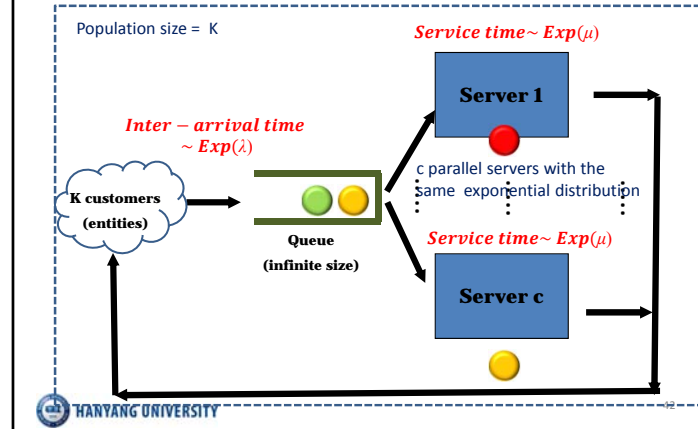 Population size = K
Service time~ Exp(μ)
Server 1
Inter − arrival time
~ Exp(λ)
c parallel servers with the
same exponential distribution
K customers
(entities)
Queue
(infinite size)
Service time~ Exp(μ)
Server c
HANYANG UNIVERSITY
42